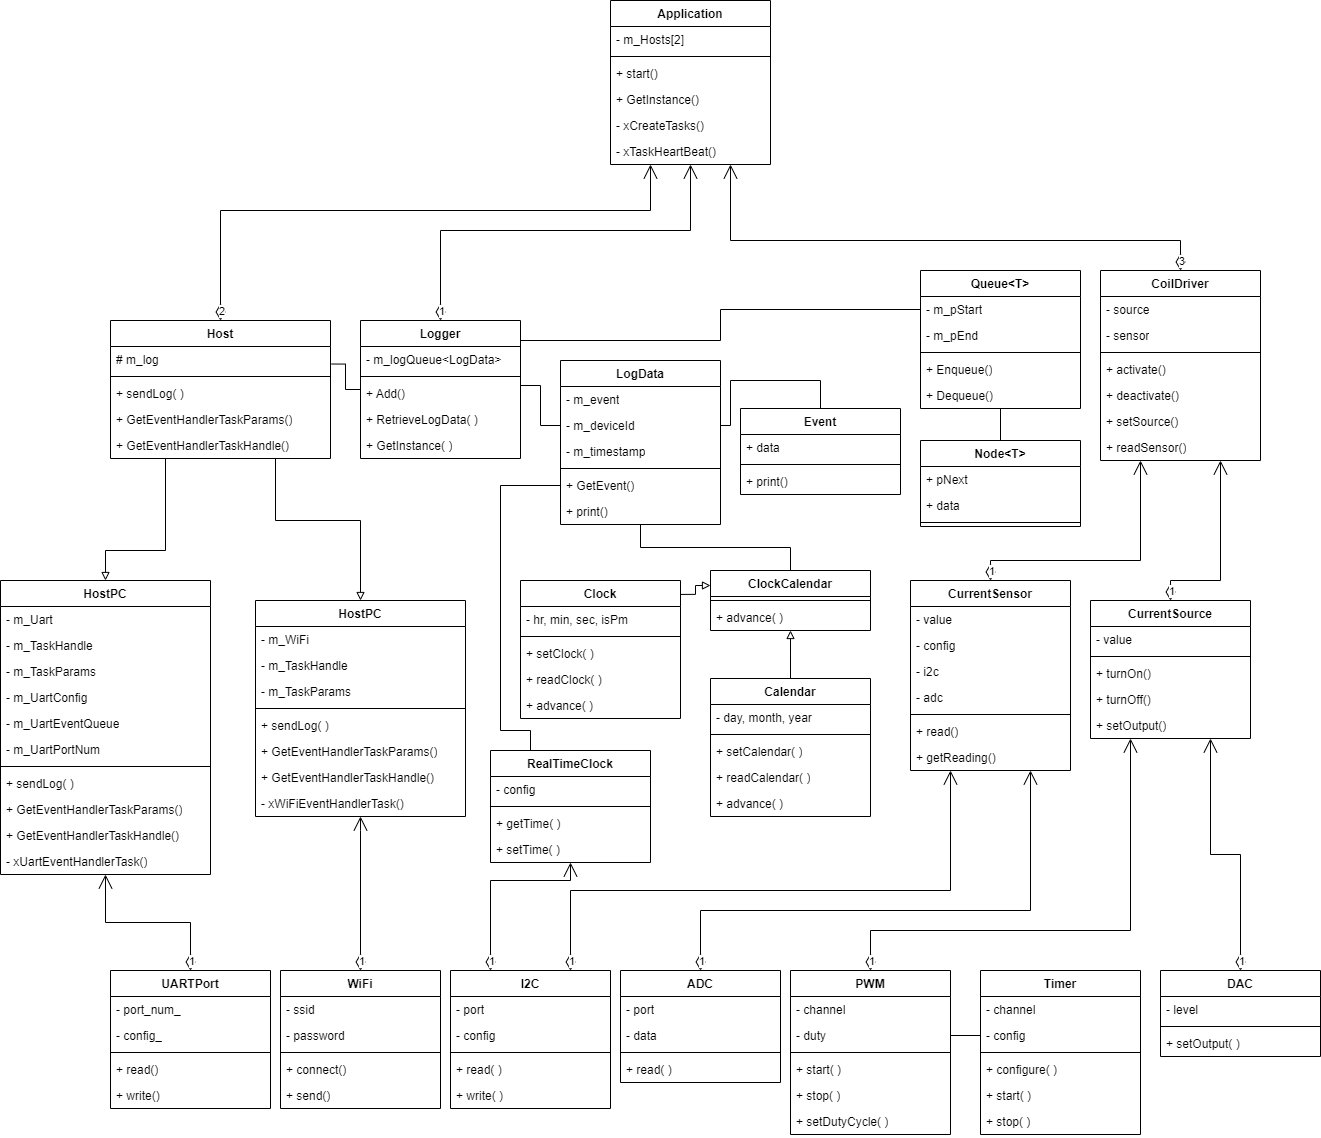 Application
- m_Hosts[2]
+ start()
+ GetInstance()
- xCreateTasks()
- xTaskHeartBeat()
2
Host
# m_log
+ sendLog( )
+ GetEventHandlerTaskParams()
+ GetEventHandlerTaskHandle()
1
Logger
- m_logQueue<LogData>
+ Add()
+ RetrieveLogData( )
+ GetInstance( )
LogData
- m_event
- m_deviceId
- m_timestamp
+ GetEvent()
+ print()
Event
+ data
+ print()
Queue<T>
- m_pStart
- m_pEnd
+ Enqueue()
+ Dequeue()
Node<T>
+ pNext
+ data
3
CoilDriver
- source
- sensor
+ activate()
+ deactivate()
+ setSource()
+ readSensor()
HostPC
- m_Uart
- m_TaskHandle
- m_TaskParams
- m_UartConfig
- m_UartEventQueue
- m_UartPortNum
+ sendLog( )
+ GetEventHandlerTaskParams()
+ GetEventHandlerTaskHandle()
- xUartEventHandlerTask()
HostPC
- m_WiFi
- m_TaskHandle
- m_TaskParams
+ sendLog( )
+ GetEventHandlerTaskParams()
+ GetEventHandlerTaskHandle()
- xWiFiEventHandlerTask()
Clock
- hr, min, sec, isPm
+ setClock( )
+ readClock( )
+ advance( )
ClockCalendar
+ advance( )
Calendar
- day, month, year
+ setCalendar( )
+ readCalendar( )
+ advance( )
RealTimeClock
- config
+ getTime( )
+ setTime( )
1
CurrentSensor
- value
- config
- i2c
- adc
+ read()
+ getReading()
1
CurrentSource
- value
+ turnOn()
+ turnOff()
+ setOutput()
1
UARTPort
- port_num_
- config_
+ read()
+ write()
1
WiFi
- ssid
- password
+ connect()
+ send()
1
1
I2C
- port
- config
+ read( )
+ write( )
1
ADC
- port
- data
+ read( )
1
PWM
- channel
- duty
+ start( )
+ stop( )
+ setDutyCycle( )
Timer
- channel
- config
+ configure( )
+ start( )
+ stop( )
1
DAC
- level
+ setOutput( )